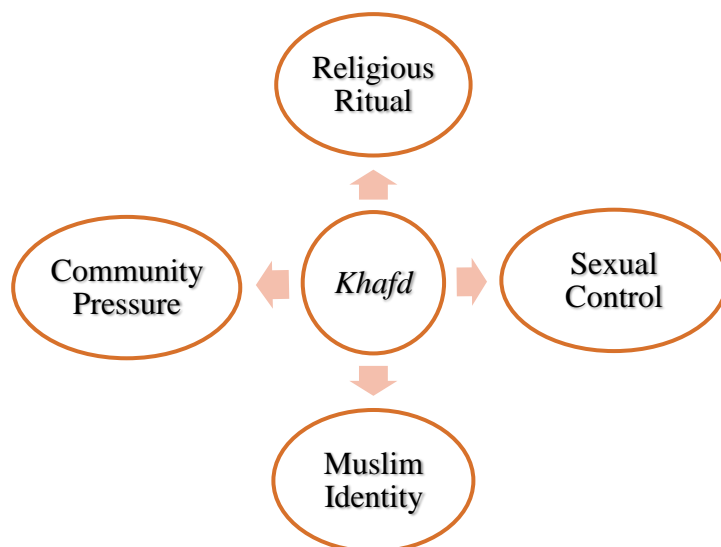 Religious
Ritual
Community
Pressure
Khafd
Sexual
Control
Muslim
Identity